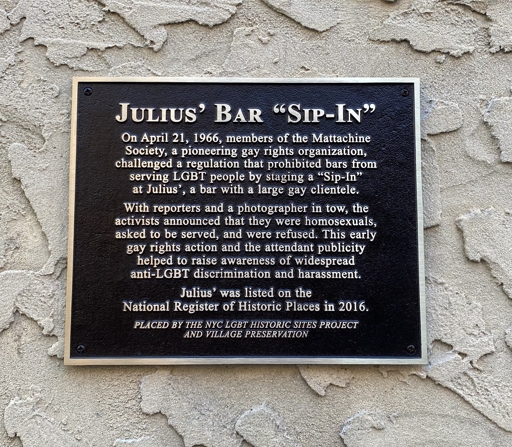 JULIUS' BAR "SIP-IN"
On April 21, 1966, members of the Mattachine
Society, a pioneering gay rights organization,
challenged a regulation that prohibited bars from
serving LGBT people by staging a "Sip-In"
at Julius', a bar with a large gay clientele.
With reporters and a photographer in tow, the
activists announced that they were homosexuals,
asked to be served, and were refused. This early
gay rights action and the attendant publicity
helped to raise awareness of widespread
anti-LGBT discrimination and harassment.
Julius' was listed on the
National Register of Historic Places in 2016.
PLACED BY THE NYC LGBT HISTORIC SITES PROJECT
AND VILLAGE PRESERVATION